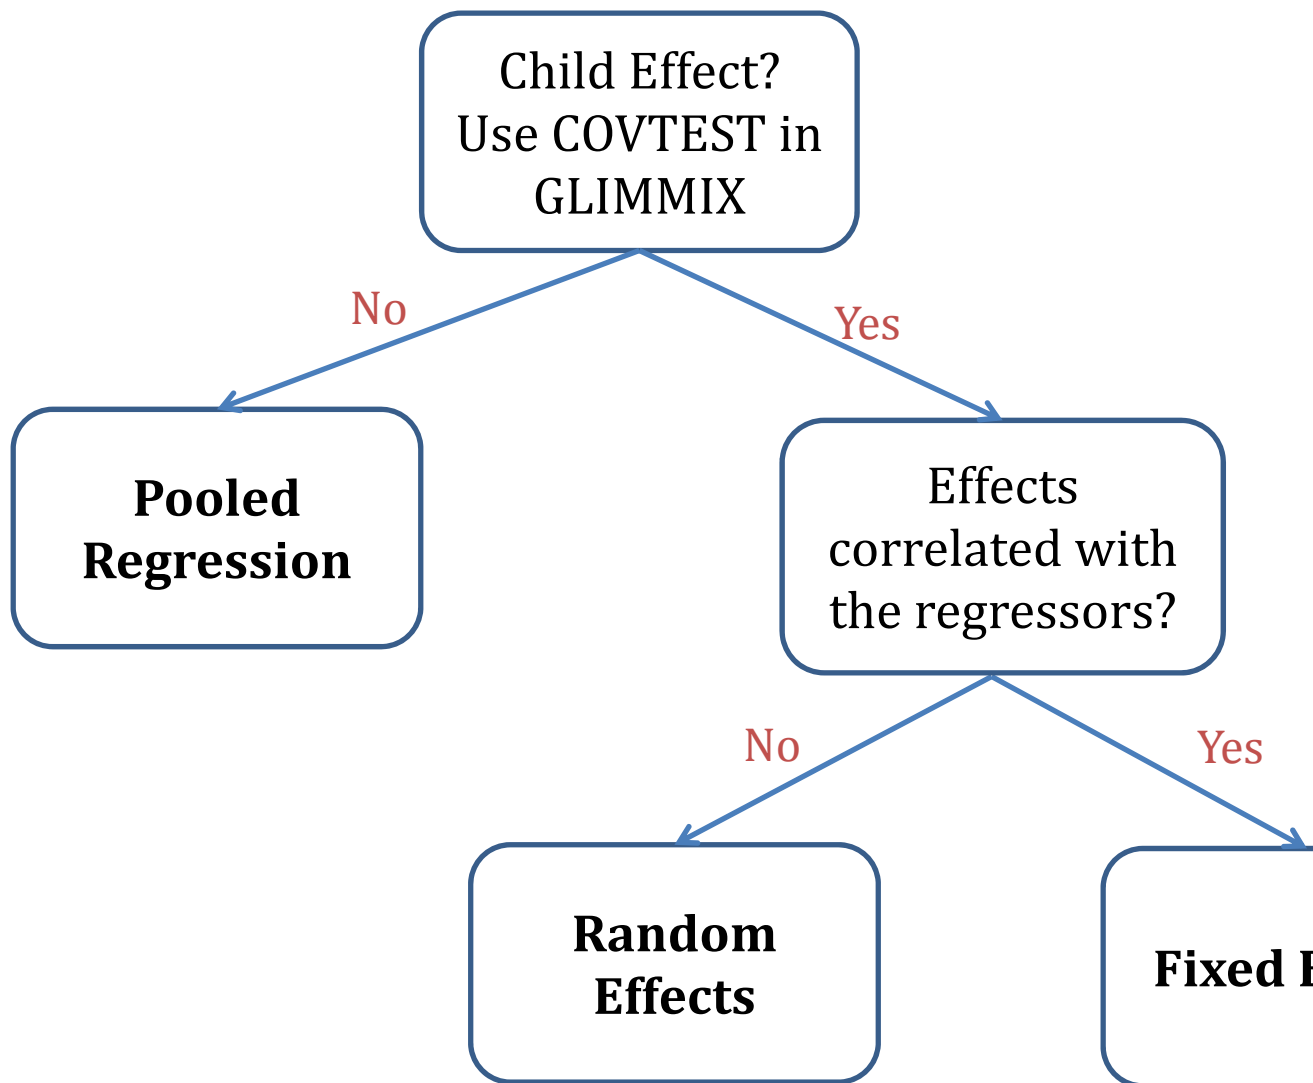 Child Effect?
Use COVTEST in
GLIMMIX
No
Yes
Pooled
Regression
Effects
correlated with
the regressors?
No
Yes
Random
Effects
Fixed